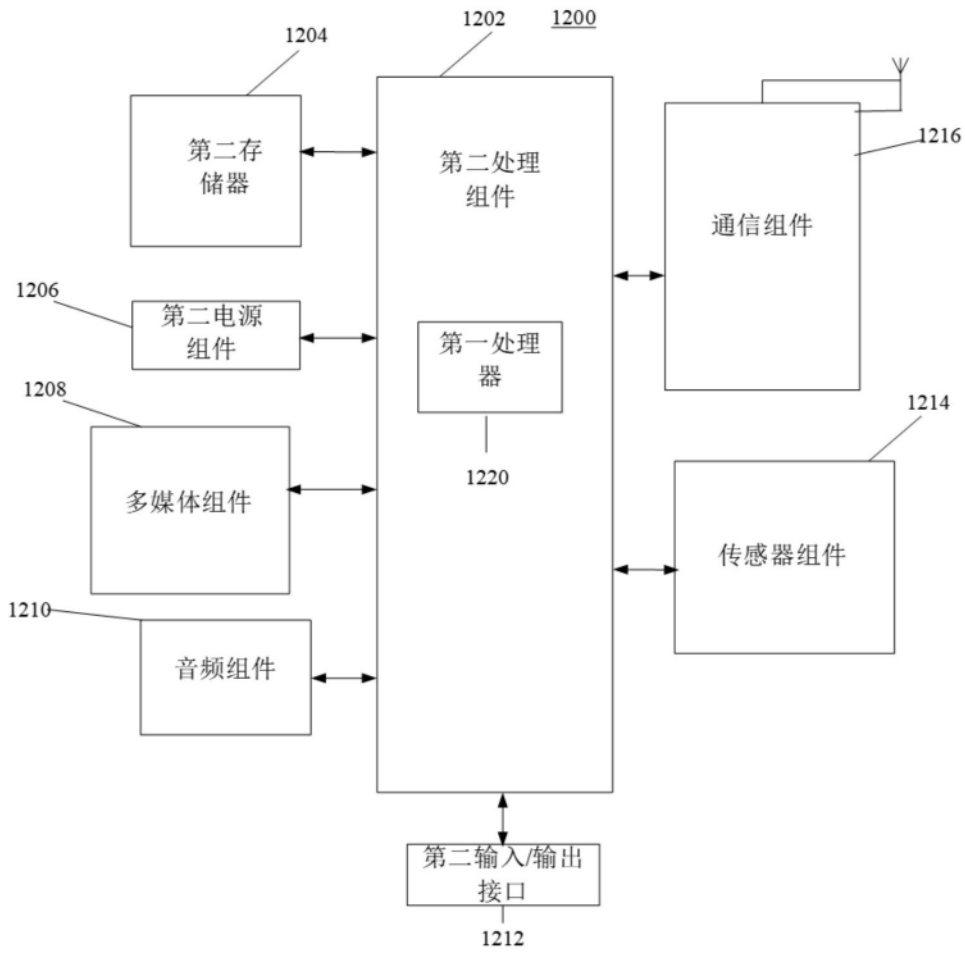 1202
1200
1204
第二存
储器
第二处理
组件
1216
通信组件
1206
第二电源
组件
第一处理
器
1220
1208
多媒体组件
1214
传感器组件
1210
音频组件
第二输入/输出
接口
1212